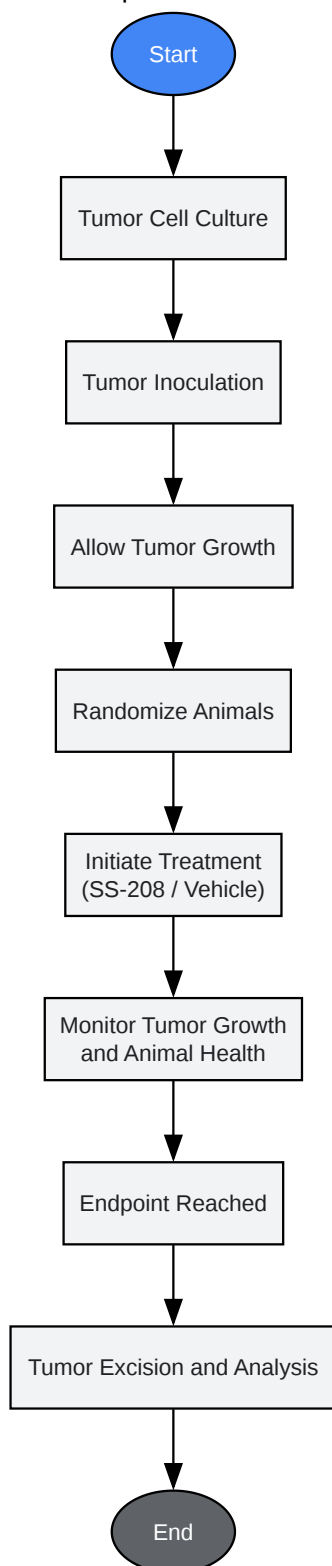 Start
Tumor Cell Culture
Tumor Inoculation
Allow Tumor Growth
Randomize Animals
Initiate Treatment
(SS-208 / Vehicle)
Monitor Tumor Growth
and Animal Health
Endpoint Reached
Tumor Excision and Analysis
End